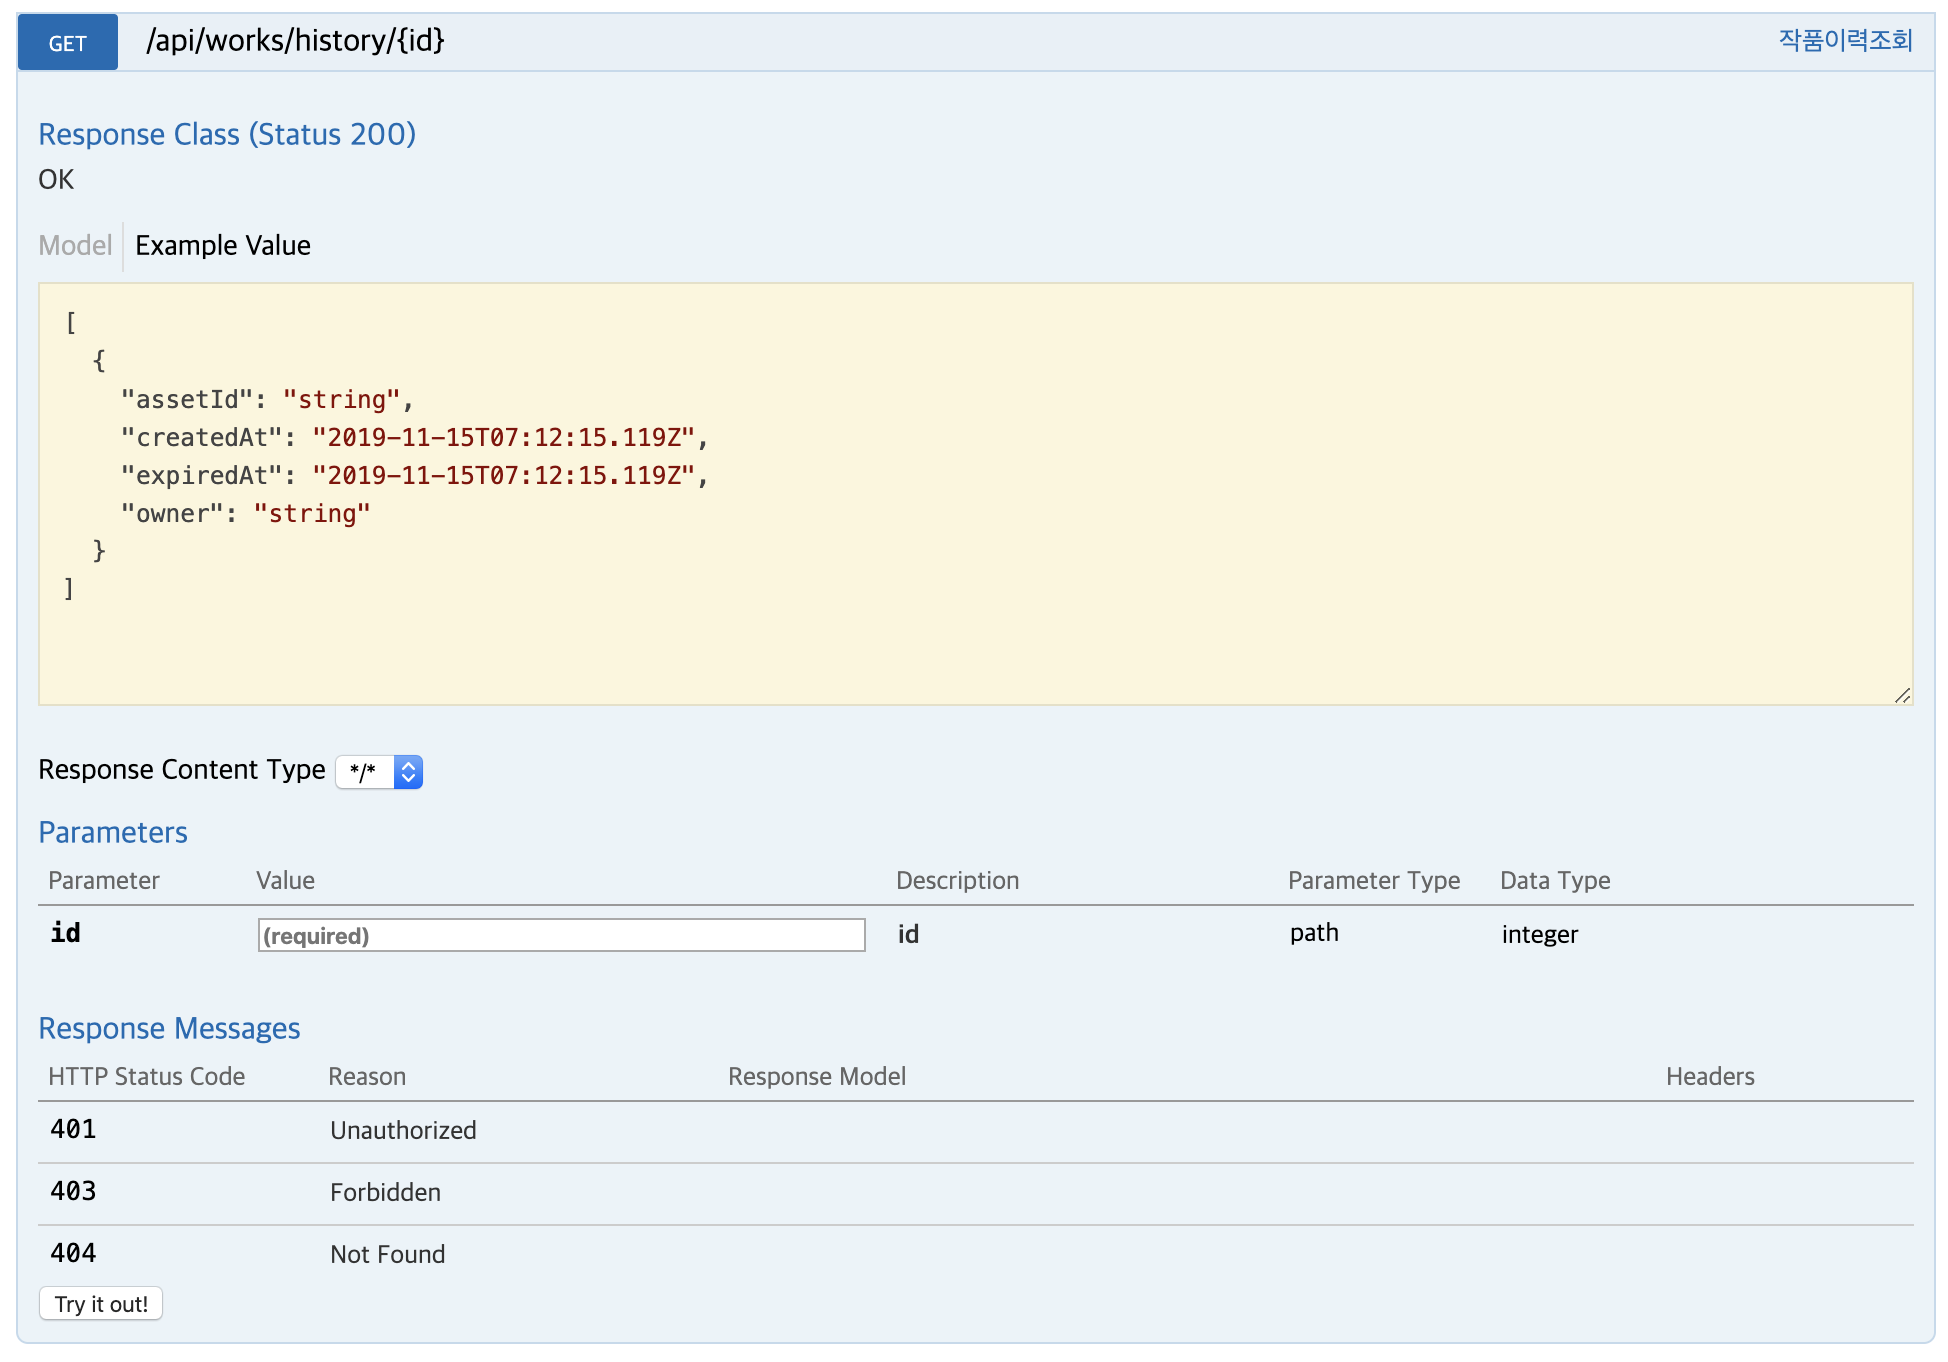 GET /api/works/history/{id} 작품이력조회
Response Class (Status 200)
OK
Model Example Value
[
{
"assetId": "string",
"createdAt": "2019-11-15T07:12:15.119Z",
"expiredAt": "2019-11-15T07:12:15.119Z",
"owner": "string"
}
]
Response Content Type */*
Parameters
Parameter Value Description Parameter Type Data Type
id (required) id path integer
Response Messages
HTTP Status Code Reason Response Model Headers
401 Unauthorized
403 Forbidden
404 Not Found
Try it out!